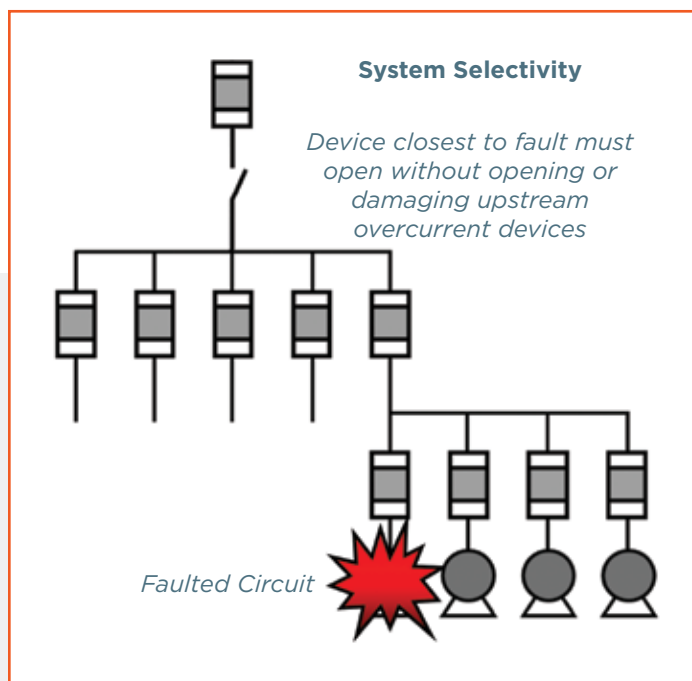 System Selectivity
Device closest to fault must
open without opening or
damaging upstream
overcurrent devices
Faulted Circuit